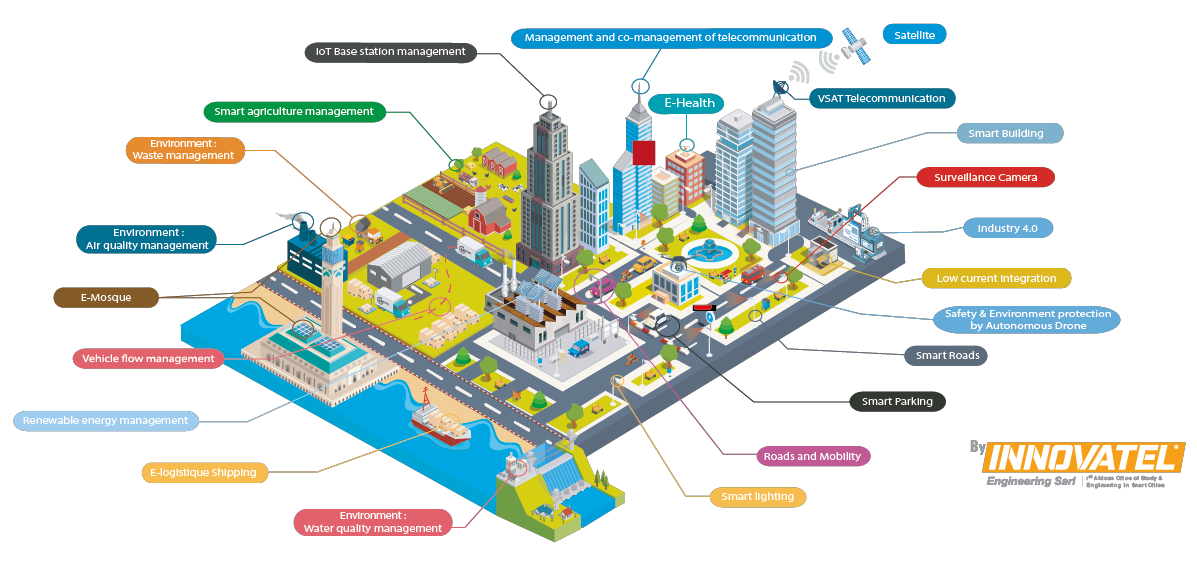 Management and co-management of telecommunication
Satellite
IoT Base station management
VSAT Telecommunication
E-Health
Smart agriculture management
Smart Building
Environment :
Waste management
Surveillance Camera
Environment :
Air quality management
Industry 4.0
Low current integration
E-Mosque
Safety & Environment protection
by Autonomous Drone
Vehicle flow management
Smart Roads
Smart Parking
Renewable energy management
Roads and Mobility
By INNOVATEL
Engineering Sarl
1st African Office of Study &
Engineering in Smart Cities
E-logistique Shipping
Smart lighting
Environment :
Water quality management